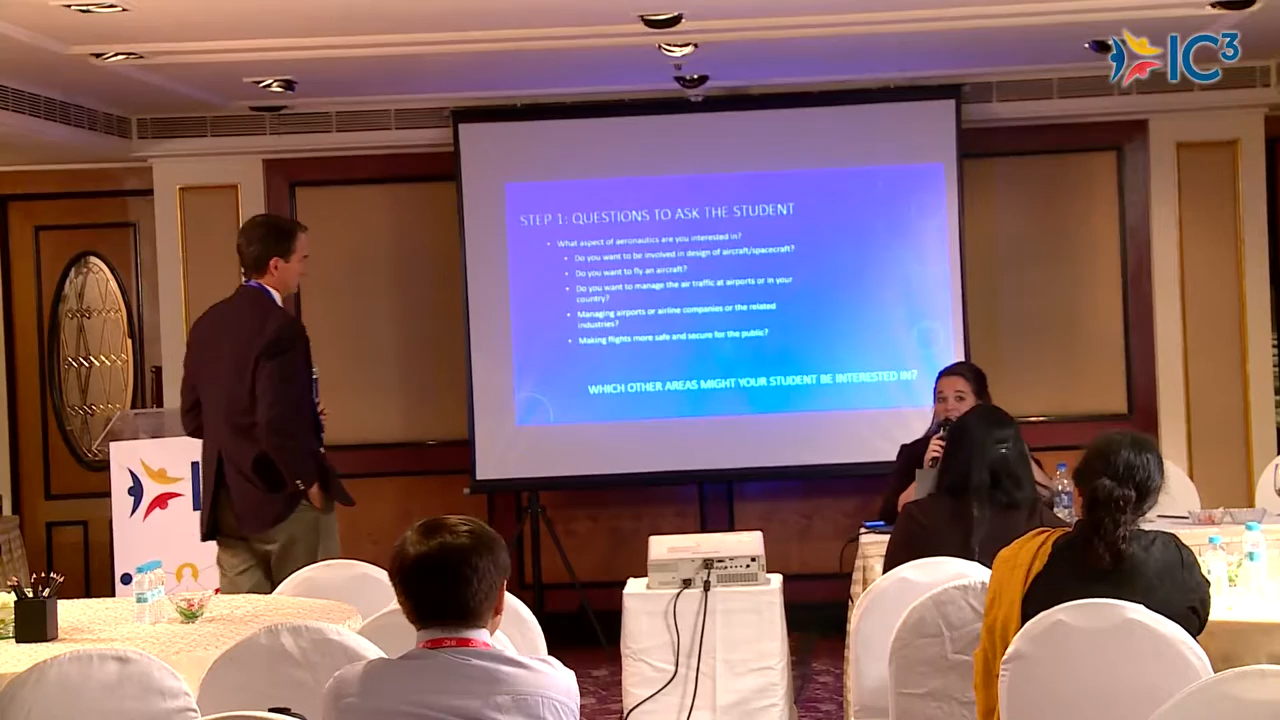 IC3
STEP 1: QUESTIONS TO ASK THE STUDENT
• What aspect of aeronautics are you interested in?
• Do you want to be involved in design of aircraft/spacecraft?
• Do you want to fly an aircraft?
• Do you want to manage the air traffic at airports or in your
country?
• Managing airports or airline companies or the related
industries?
• Making flights more safe and secure for the public?
WHICH OTHER AREAS MIGHT YOUR STUDENT BE INTERESTED IN?